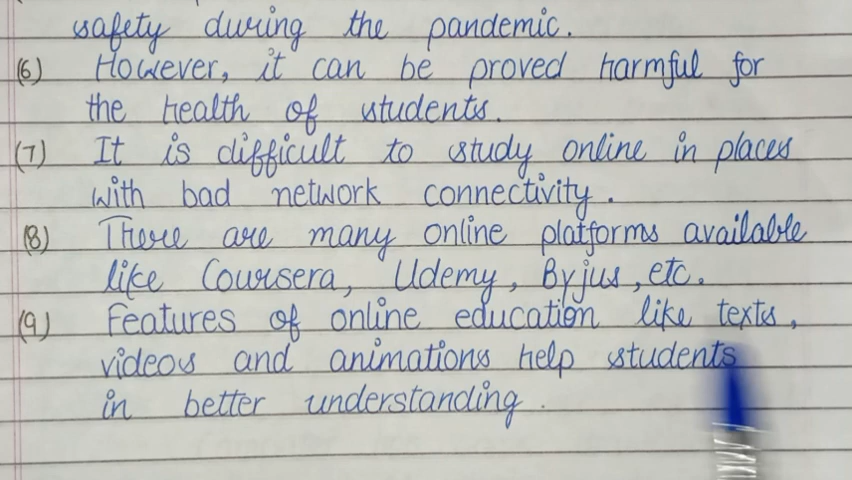 safety during the pandemic.
(6) However, it can be proved harmful for
the health of students.
(7) It is difficult to study online in places
with bad network connectivity.
(8) There are many online platforms available
like Coursera, Udemy, Byjus, etc.
(9) Features of online education like texts,
videos and animations help students
in better understanding.